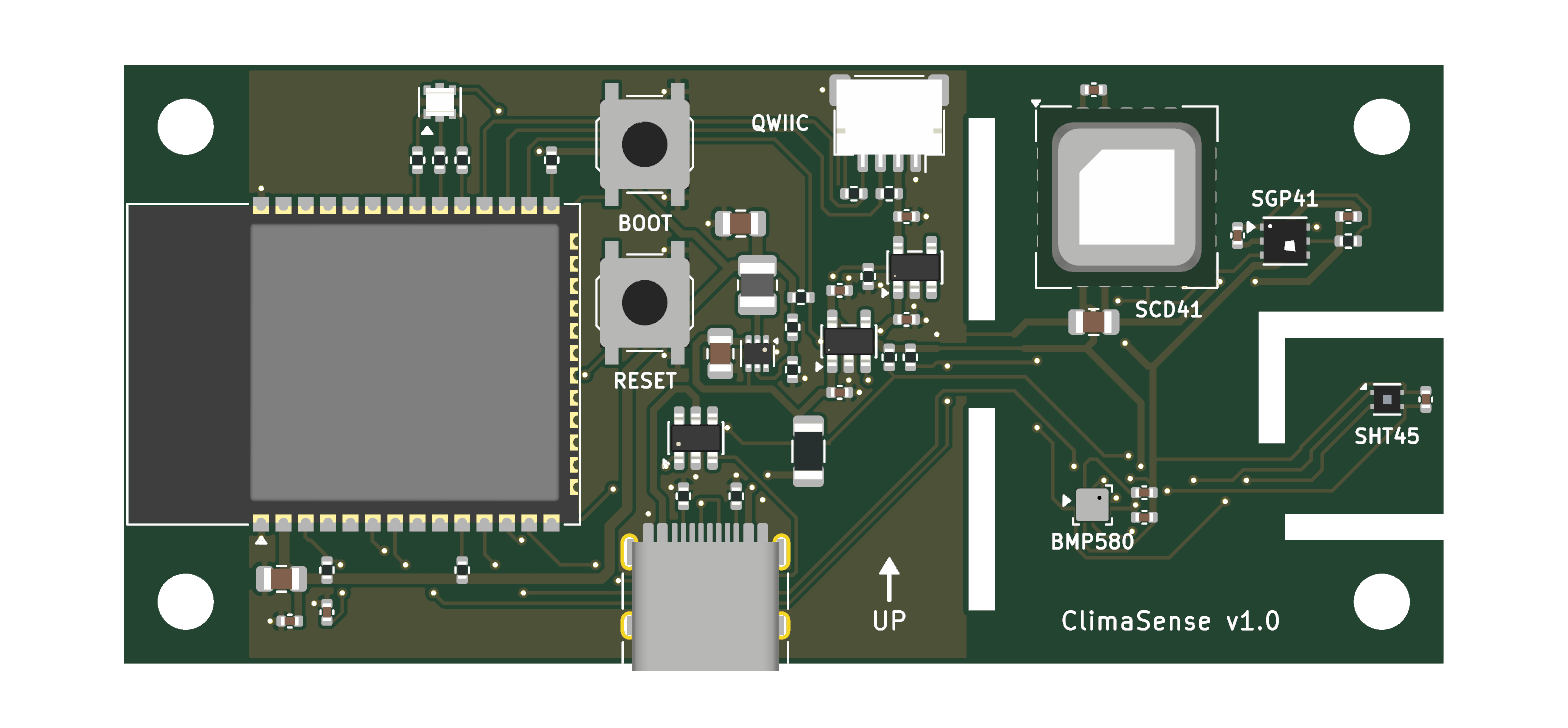 QWIIC
BOOT
SGP41
SCD41
RESET
SHT45
BMP580
UP
ClimaSense v1.0